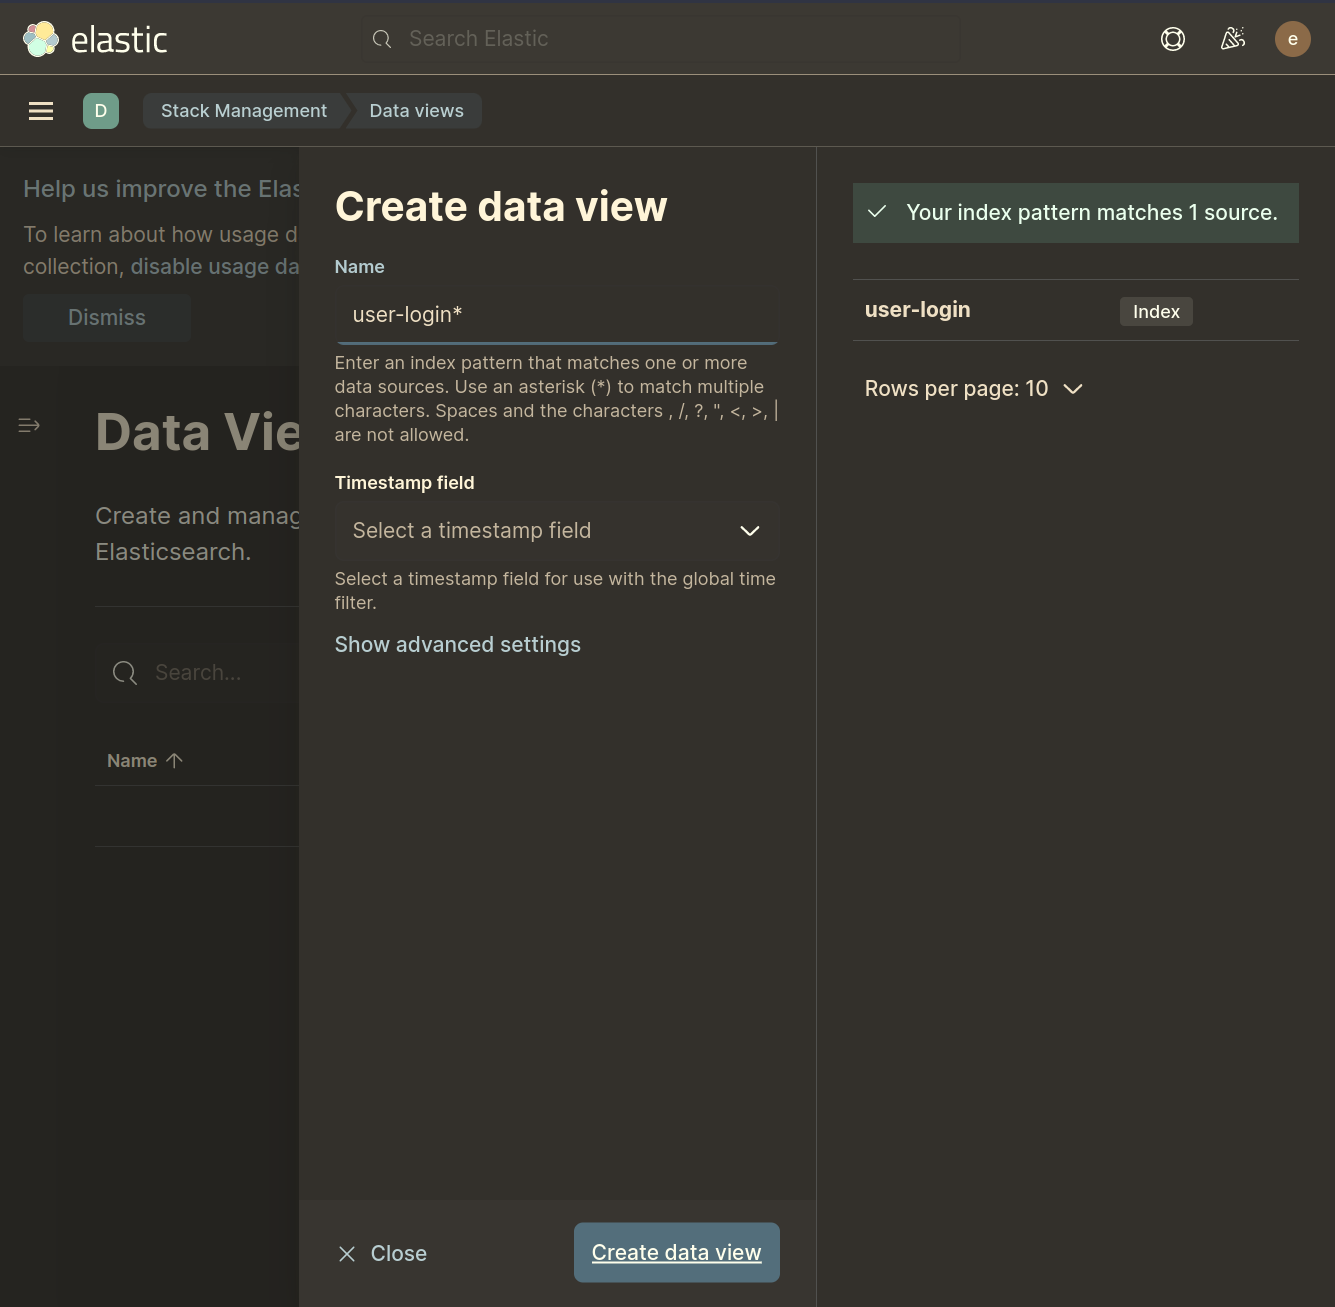 elastic
Search Elastic
e
D
Stack Management
Data views
Help us improve the Elas
To learn about how usage d
collection, disable usage da
Dismiss
Data Vie
Create and manag
Elasticsearch.
Search...
Name
Create data view
Name
user-login*
Enter an index pattern that matches one or more
data sources. Use an asterisk (*) to match multiple
characters. Spaces and the characters , /, ?, ", <, >, |
are not allowed.
Timestamp field
Select a timestamp field
Select a timestamp field for use with the global time
filter.
Show advanced settings
Close
Create data view
Your index pattern matches 1 source.
user-login
Index
Rows per page: 10